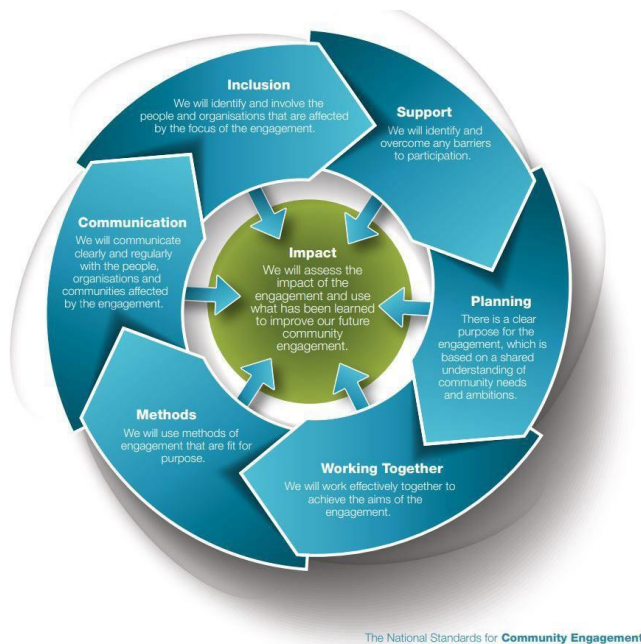 Inclusion
We will identify and involve the
people and organisations that are affected
by the focus of the engagement.
Support
We will identify and
overcome any barriers
to participation.
Planning
There is a clear
purpose for the
engagement, which is
based on a shared
understanding of
community needs
and ambitions.
Working Together
We will work effectively together to
achieve the aims of the
engagement.
Methods
We will use methods of
engagement that are fit for
purpose.
Communication
We will communicate
clearly and regularly
with the people,
organisations and
communities affected
by the engagement.
Impact
We will assess the
impact of the
engagement and use
what has been learned
to improve our future
community
engagement.
The National Standards for Community Engagement